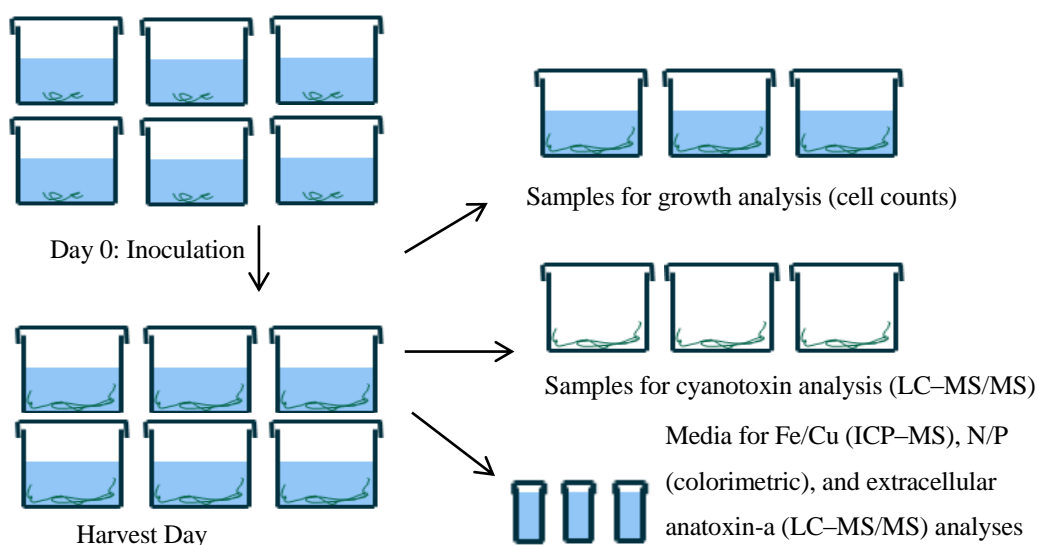 Samples for growth analysis (cell counts)
Day 0: Inoculation
Samples for cyanotoxin analysis (LC–MS/MS)
Media for Fe/Cu (ICP–MS), N/P
(colorimetric), and extracellular
anatoxin-a (LC–MS/MS) analyses
Harvest Day